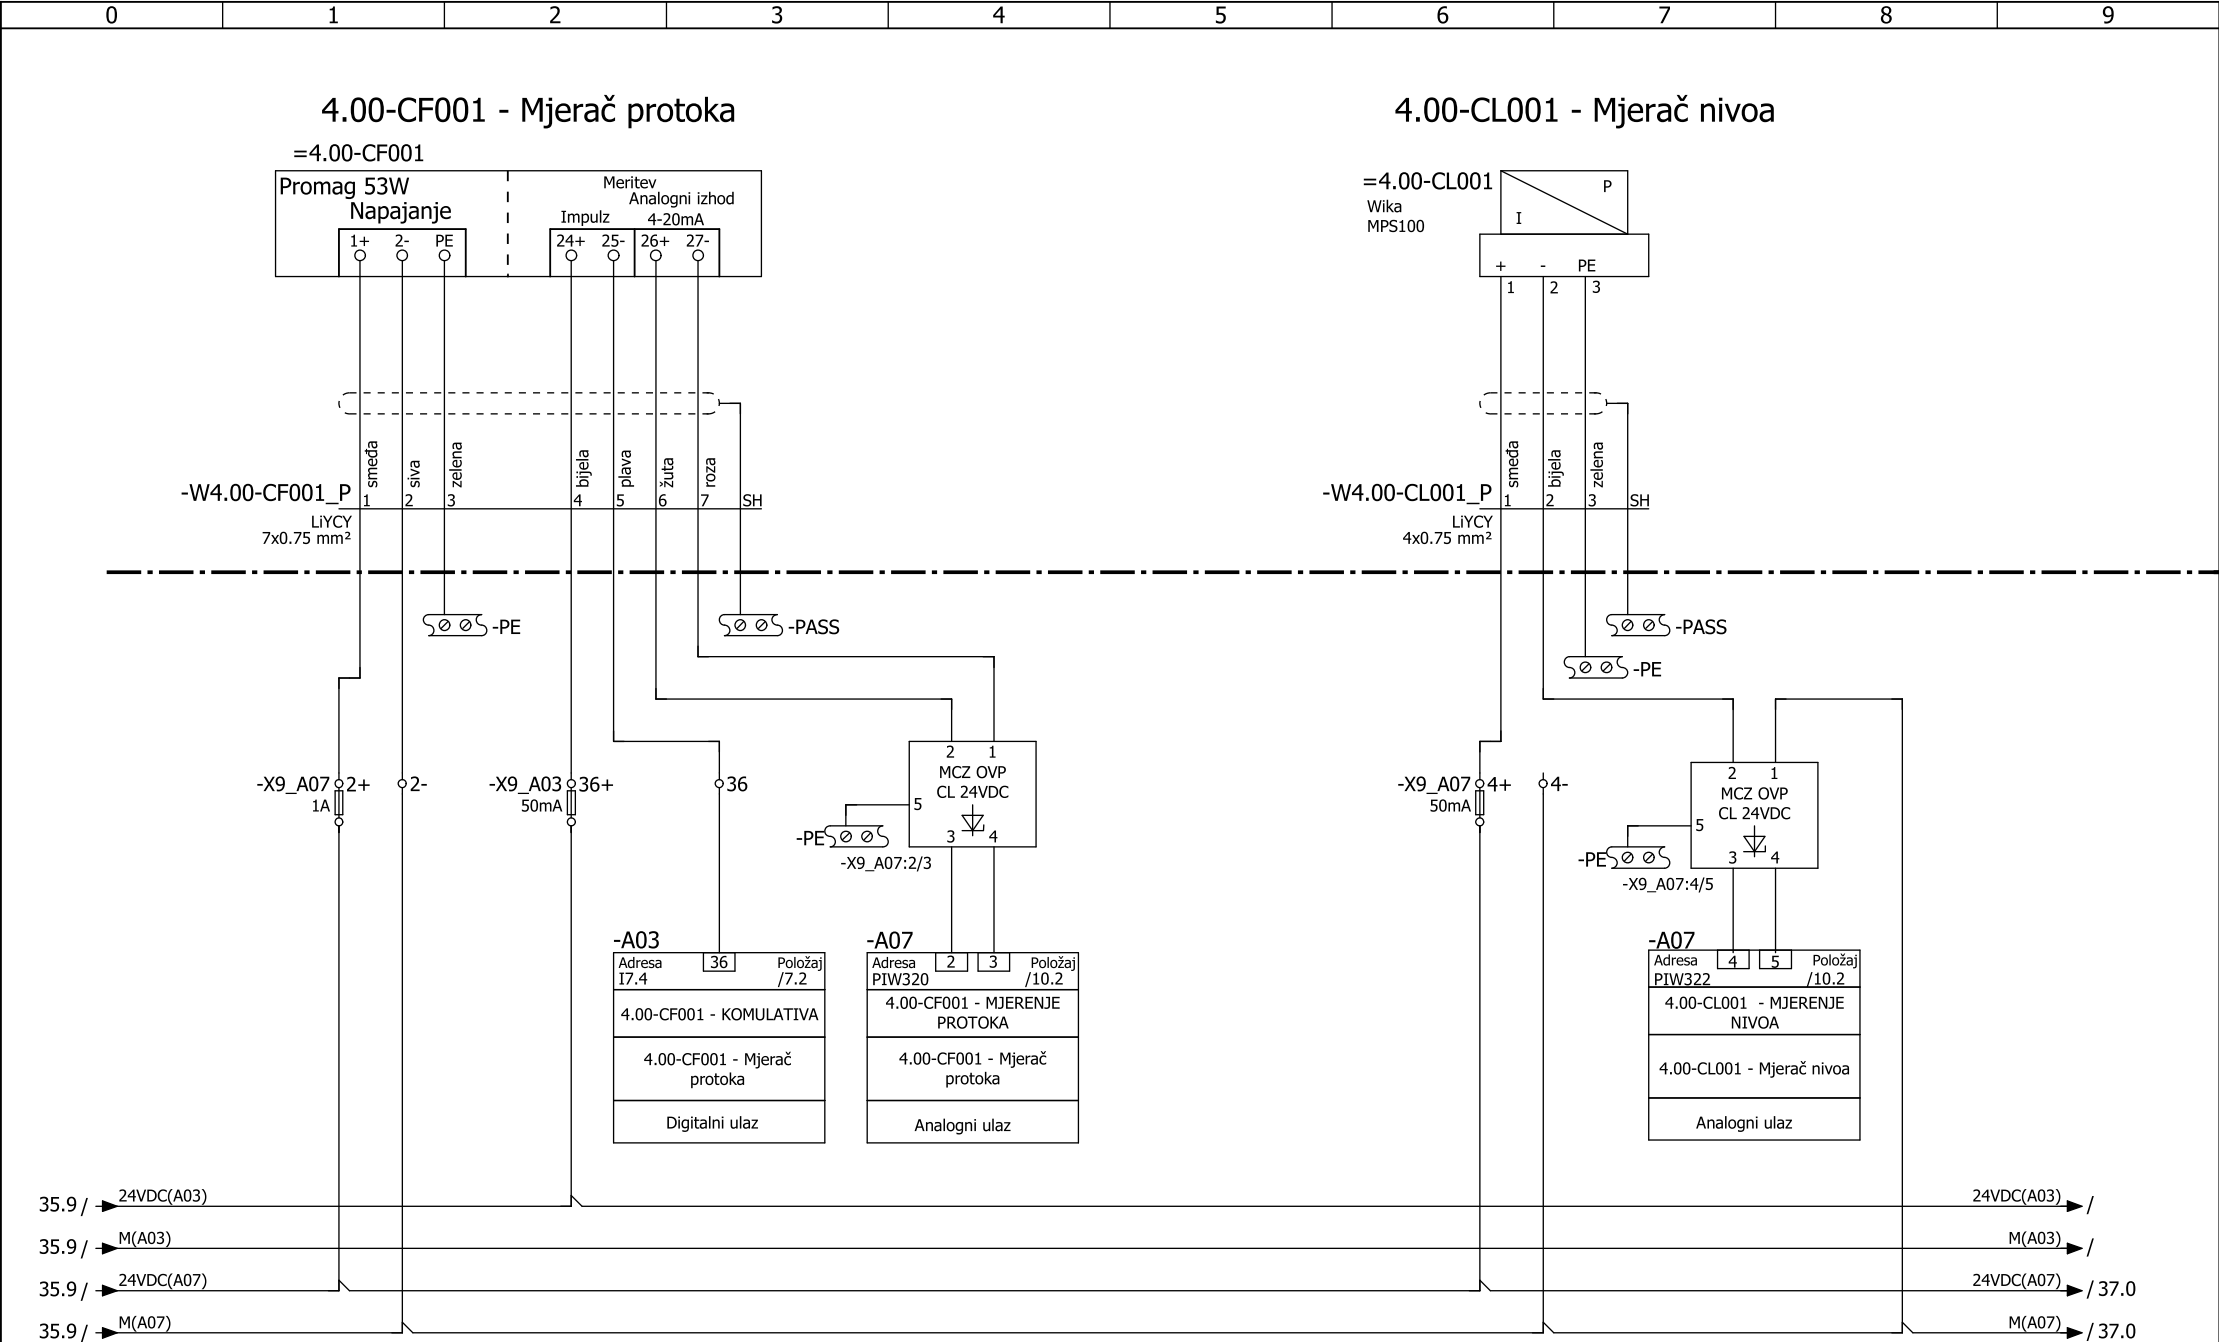 0 1 2 3 4 5 6 7 8 9
4.00-CF001 - Mjerač protoka
=4.00-CF001
Promag 53W
Napajanje
1+ 2- PE
Meritev
Analogni izhod
Impulz 4-20mA
24+ 25- 26+ 27-
smeđa siva zelena bijela plava žuta roza
-W4.00-CF001_P
1 2 3 4 5 6 7 SH
LiYCY
7x0.75 mm²
-PE
-PASS
-X9_A07 2+ 2-
1A
-X9_A03 36+ 36
50mA
2 1
MCZ OVP
CL 24VDC
5
3 4
-PE
-X9_A07:2/3
-A03
Adresa 36 Položaj
I7.4 /7.2
4.00-CF001 - KOMULATIVA
4.00-CF001 - Mjerač
protoka
Digitalni ulaz
-A07
Adresa 2 3 Položaj
PIW320 /10.2
4.00-CF001 - MJERENJE
PROTOKA
4.00-CF001 - Mjerač
protoka
Analogni ulaz
4.00-CL001 - Mjerač nivoa
=4.00-CL001
Wika
MPS100
P
I
+ - PE
1 2 3
smeđa bijela zelena
-W4.00-CL001_P
1 2 3 SH
LiYCY
4x0.75 mm²
-PASS
-PE
-X9_A07 4+ 4-
50mA
2 1
MCZ OVP
CL 24VDC
5
3 4
-PE
-X9_A07:4/5
-A07
Adresa 4 5 Položaj
PIW322 /10.2
4.00-CL001 - MJERENJE
NIVOA
4.00-CL001 - Mjerač nivoa
Analogni ulaz
35.9 / 24VDC(A03) 24VDC(A03) /
35.9 / M(A03) M(A03) /
35.9 / 24VDC(A07) 24VDC(A07) / 37.0
35.9 / M(A07) M(A07) / 37.0